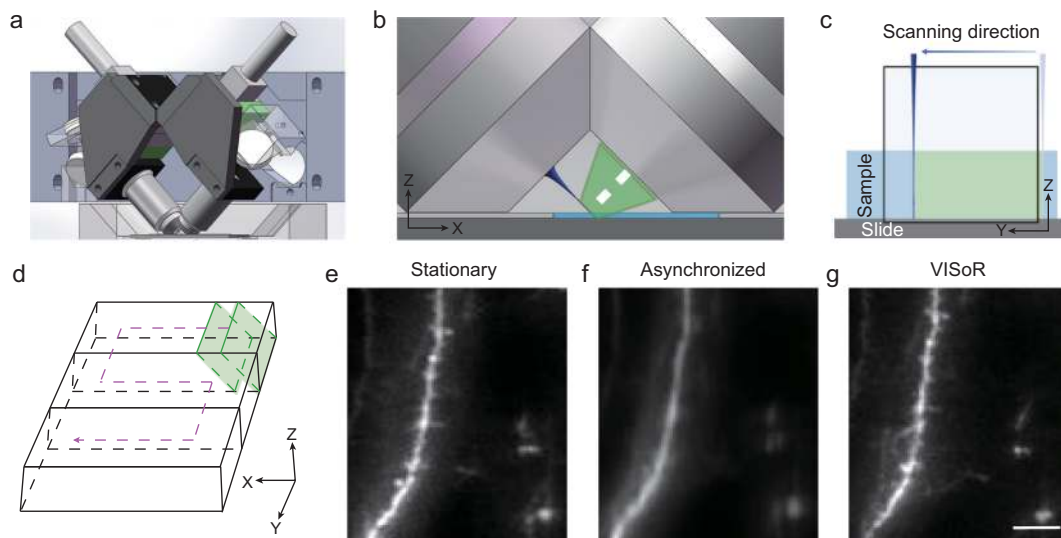 a
b
c
Scanning direction
Z
X
Sample
Z
Slide
Y
d
e
Stationary
f
Asynchronized
g
VISoR
Z
X
Y